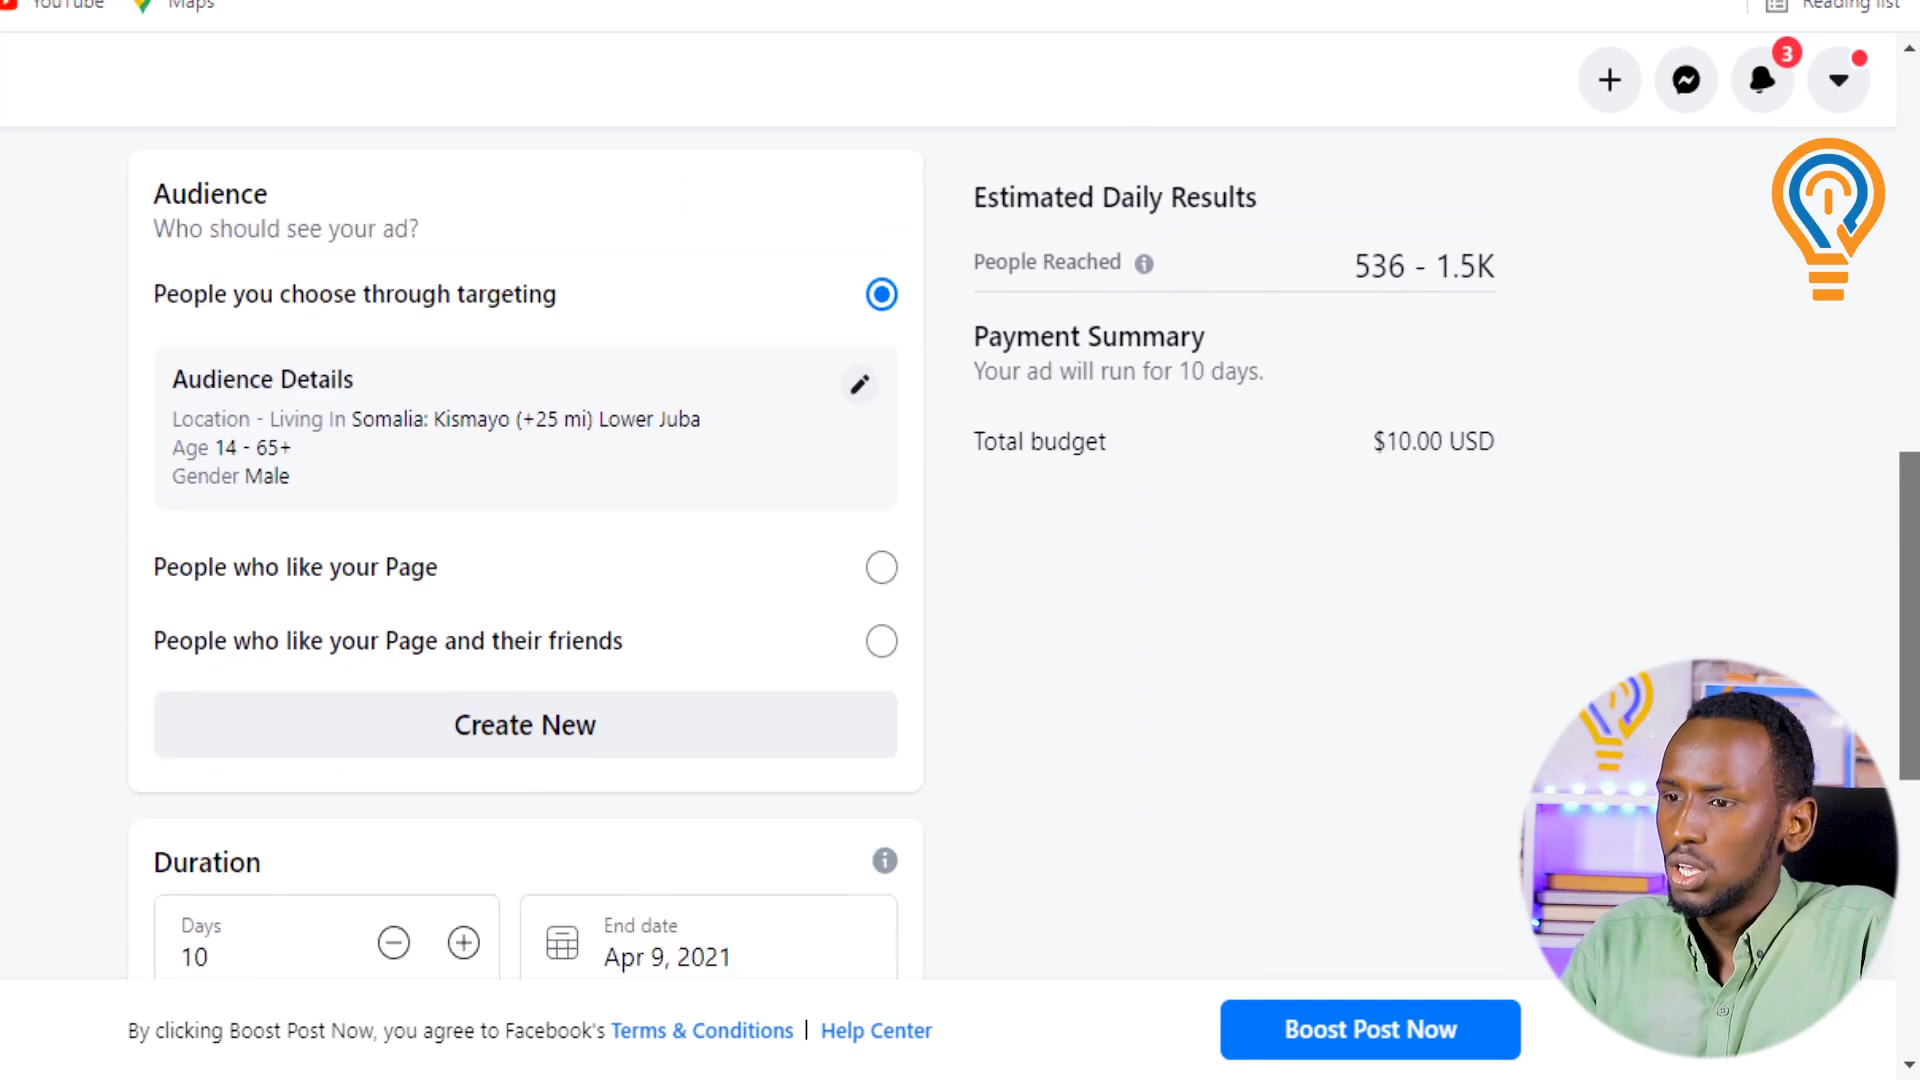 YouTube
Maps
Reading list
3
Audience
Who should see your ad?
People you choose through targeting
Audience Details
Location - Living In Somalia: Kismayo (+25 mi) Lower Juba
Age 14 - 65+
Gender Male
People who like your Page
People who like your Page and their friends
Create New
Duration
Days
10
End date
Apr 9, 2021
Estimated Daily Results
People Reached
536 - 1.5K
Payment Summary
Your ad will run for 10 days.
Total budget
$10.00 USD
By clicking Boost Post Now, you agree to Facebook's Terms & Conditions | Help Center
Boost Post Now